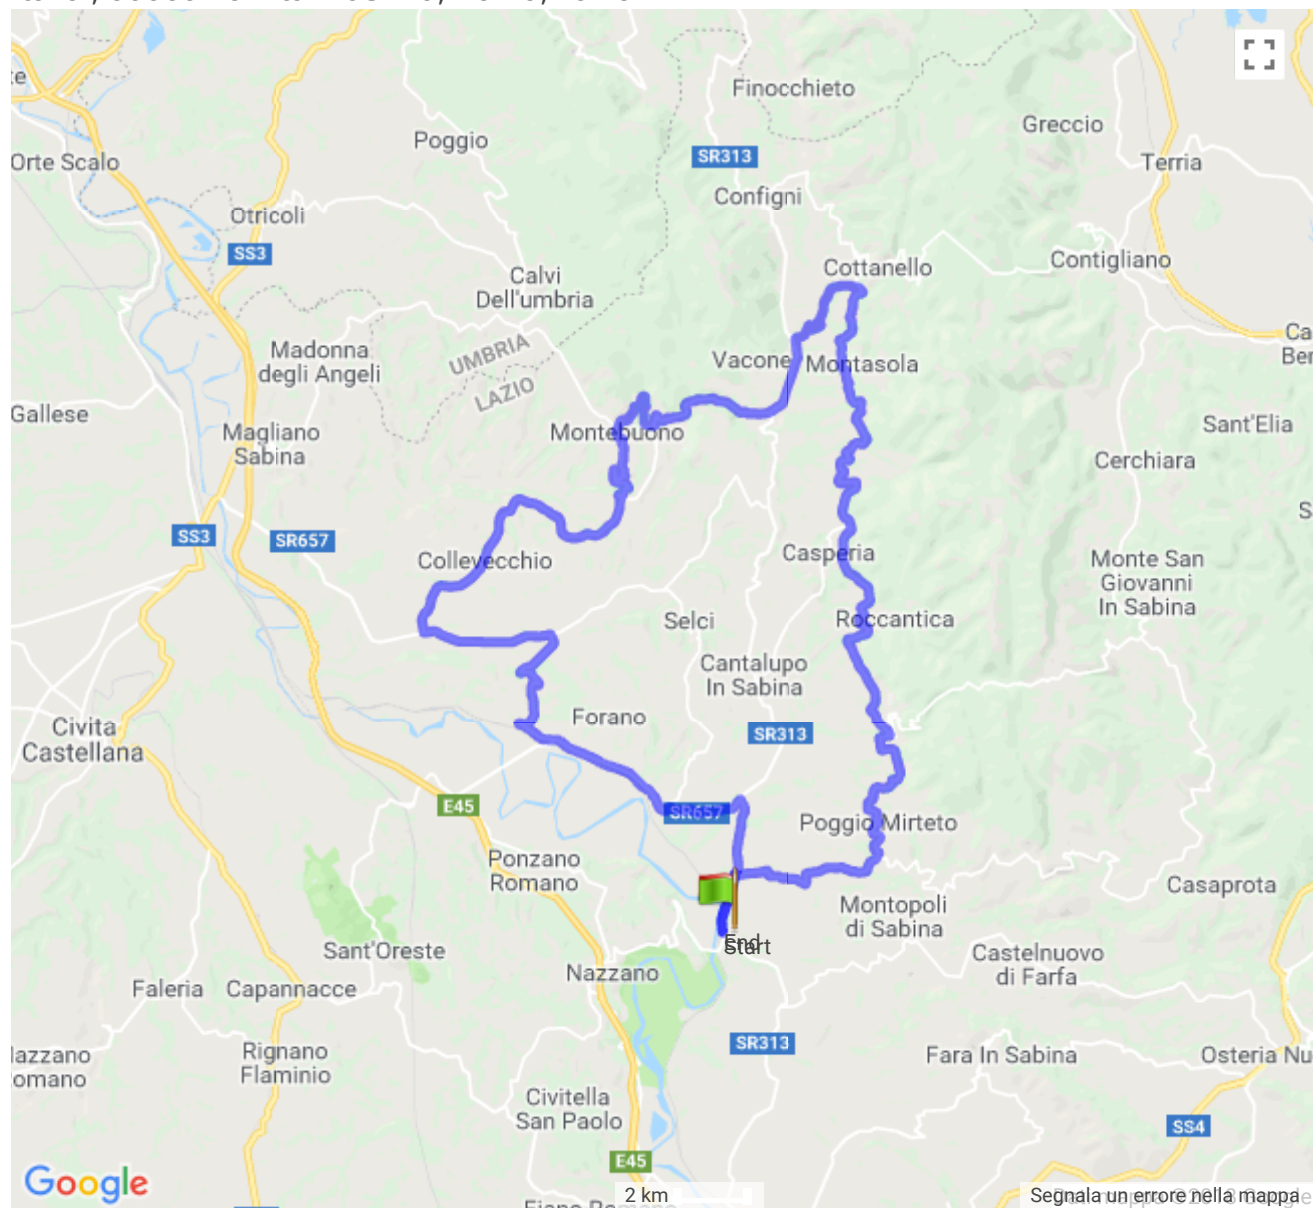 Finocchieto
Greccio
Poggio
SR313
Terria
Orte Scalo
Configni
Otricoli
SS3
Contigliano
Cottanello
Calvi
Dell'umbria
Madonna
degli Angeli
UMBRIA
LAZIO
Vacone
Montasola
Gallese
Magliano
Sabina
Montebuono
Sant'Elia
Cerchiara
SS3
SR657
Collevecchio
Casperia
Monte San
Giovanni
In Sabina
Selci
Roccantica
Cantalupo
In Sabina
Forano
Civita
Castellana
SR313
E45
SR657
Poggio Mirteto
Ponzano
Romano
Casaprota
Montopoli
di Sabina
End
Start
Sant'Oreste
Castelnuovo
di Farfa
Nazzano
Faleria
Capannacce
SR313
Rignano
Flaminio
Fara In Sabina
Osteria Nu
Civitella
San Paolo
SS4
E45
Google
2 km
Segnala un errore nella mappa